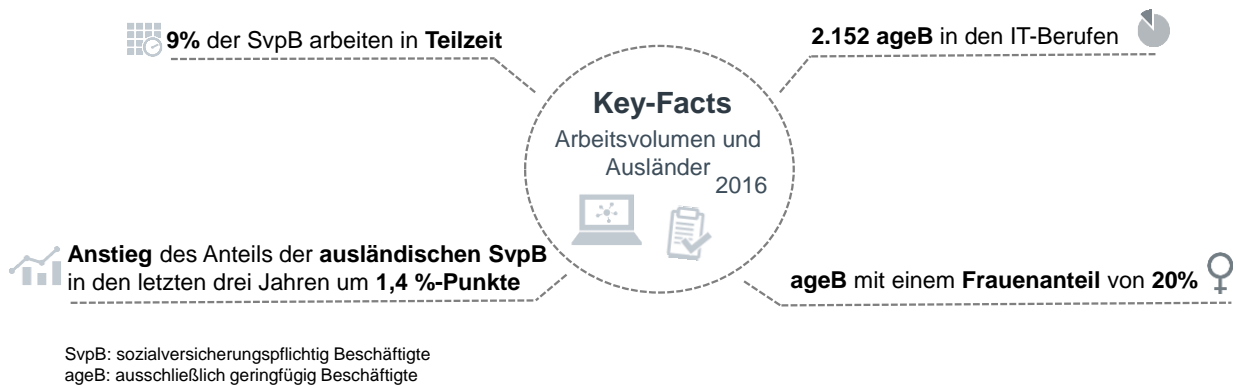 9% der SvpB arbeiten in Teilzeit
2.152 ageB in den IT-Berufen
Key-Facts
Arbeitsvolumen und
Ausländer
2016
Anstieg des Anteils der ausländischen SvpB
in den letzten drei Jahren um 1,4 %-Punkte
ageB mit einem Frauenanteil von 20%
SvpB: sozialversicherungspflichtig Beschäftigte
ageB: ausschließlich geringfügig Beschäftigte